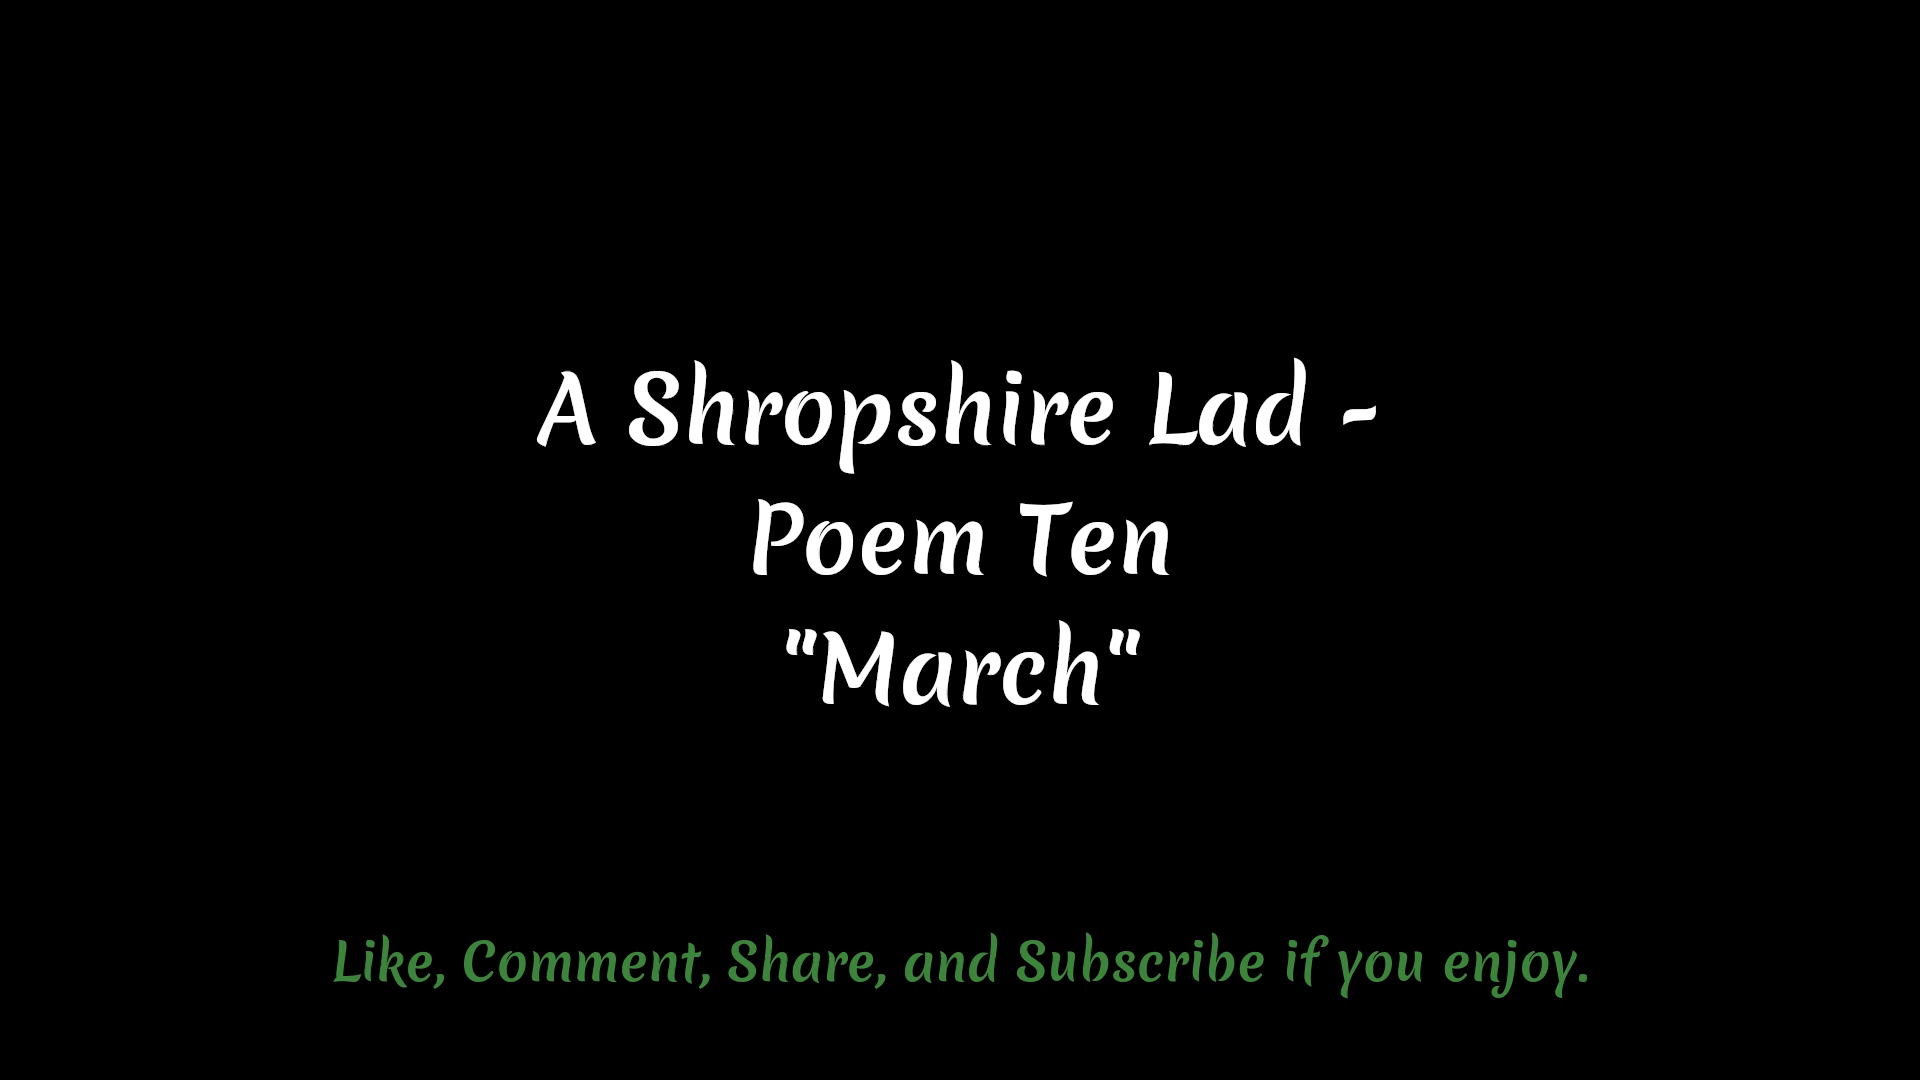 A Shropshire Lad -
Poem Ten
"March"
Like, Comment, Share, and Subscribe if you enjoy.